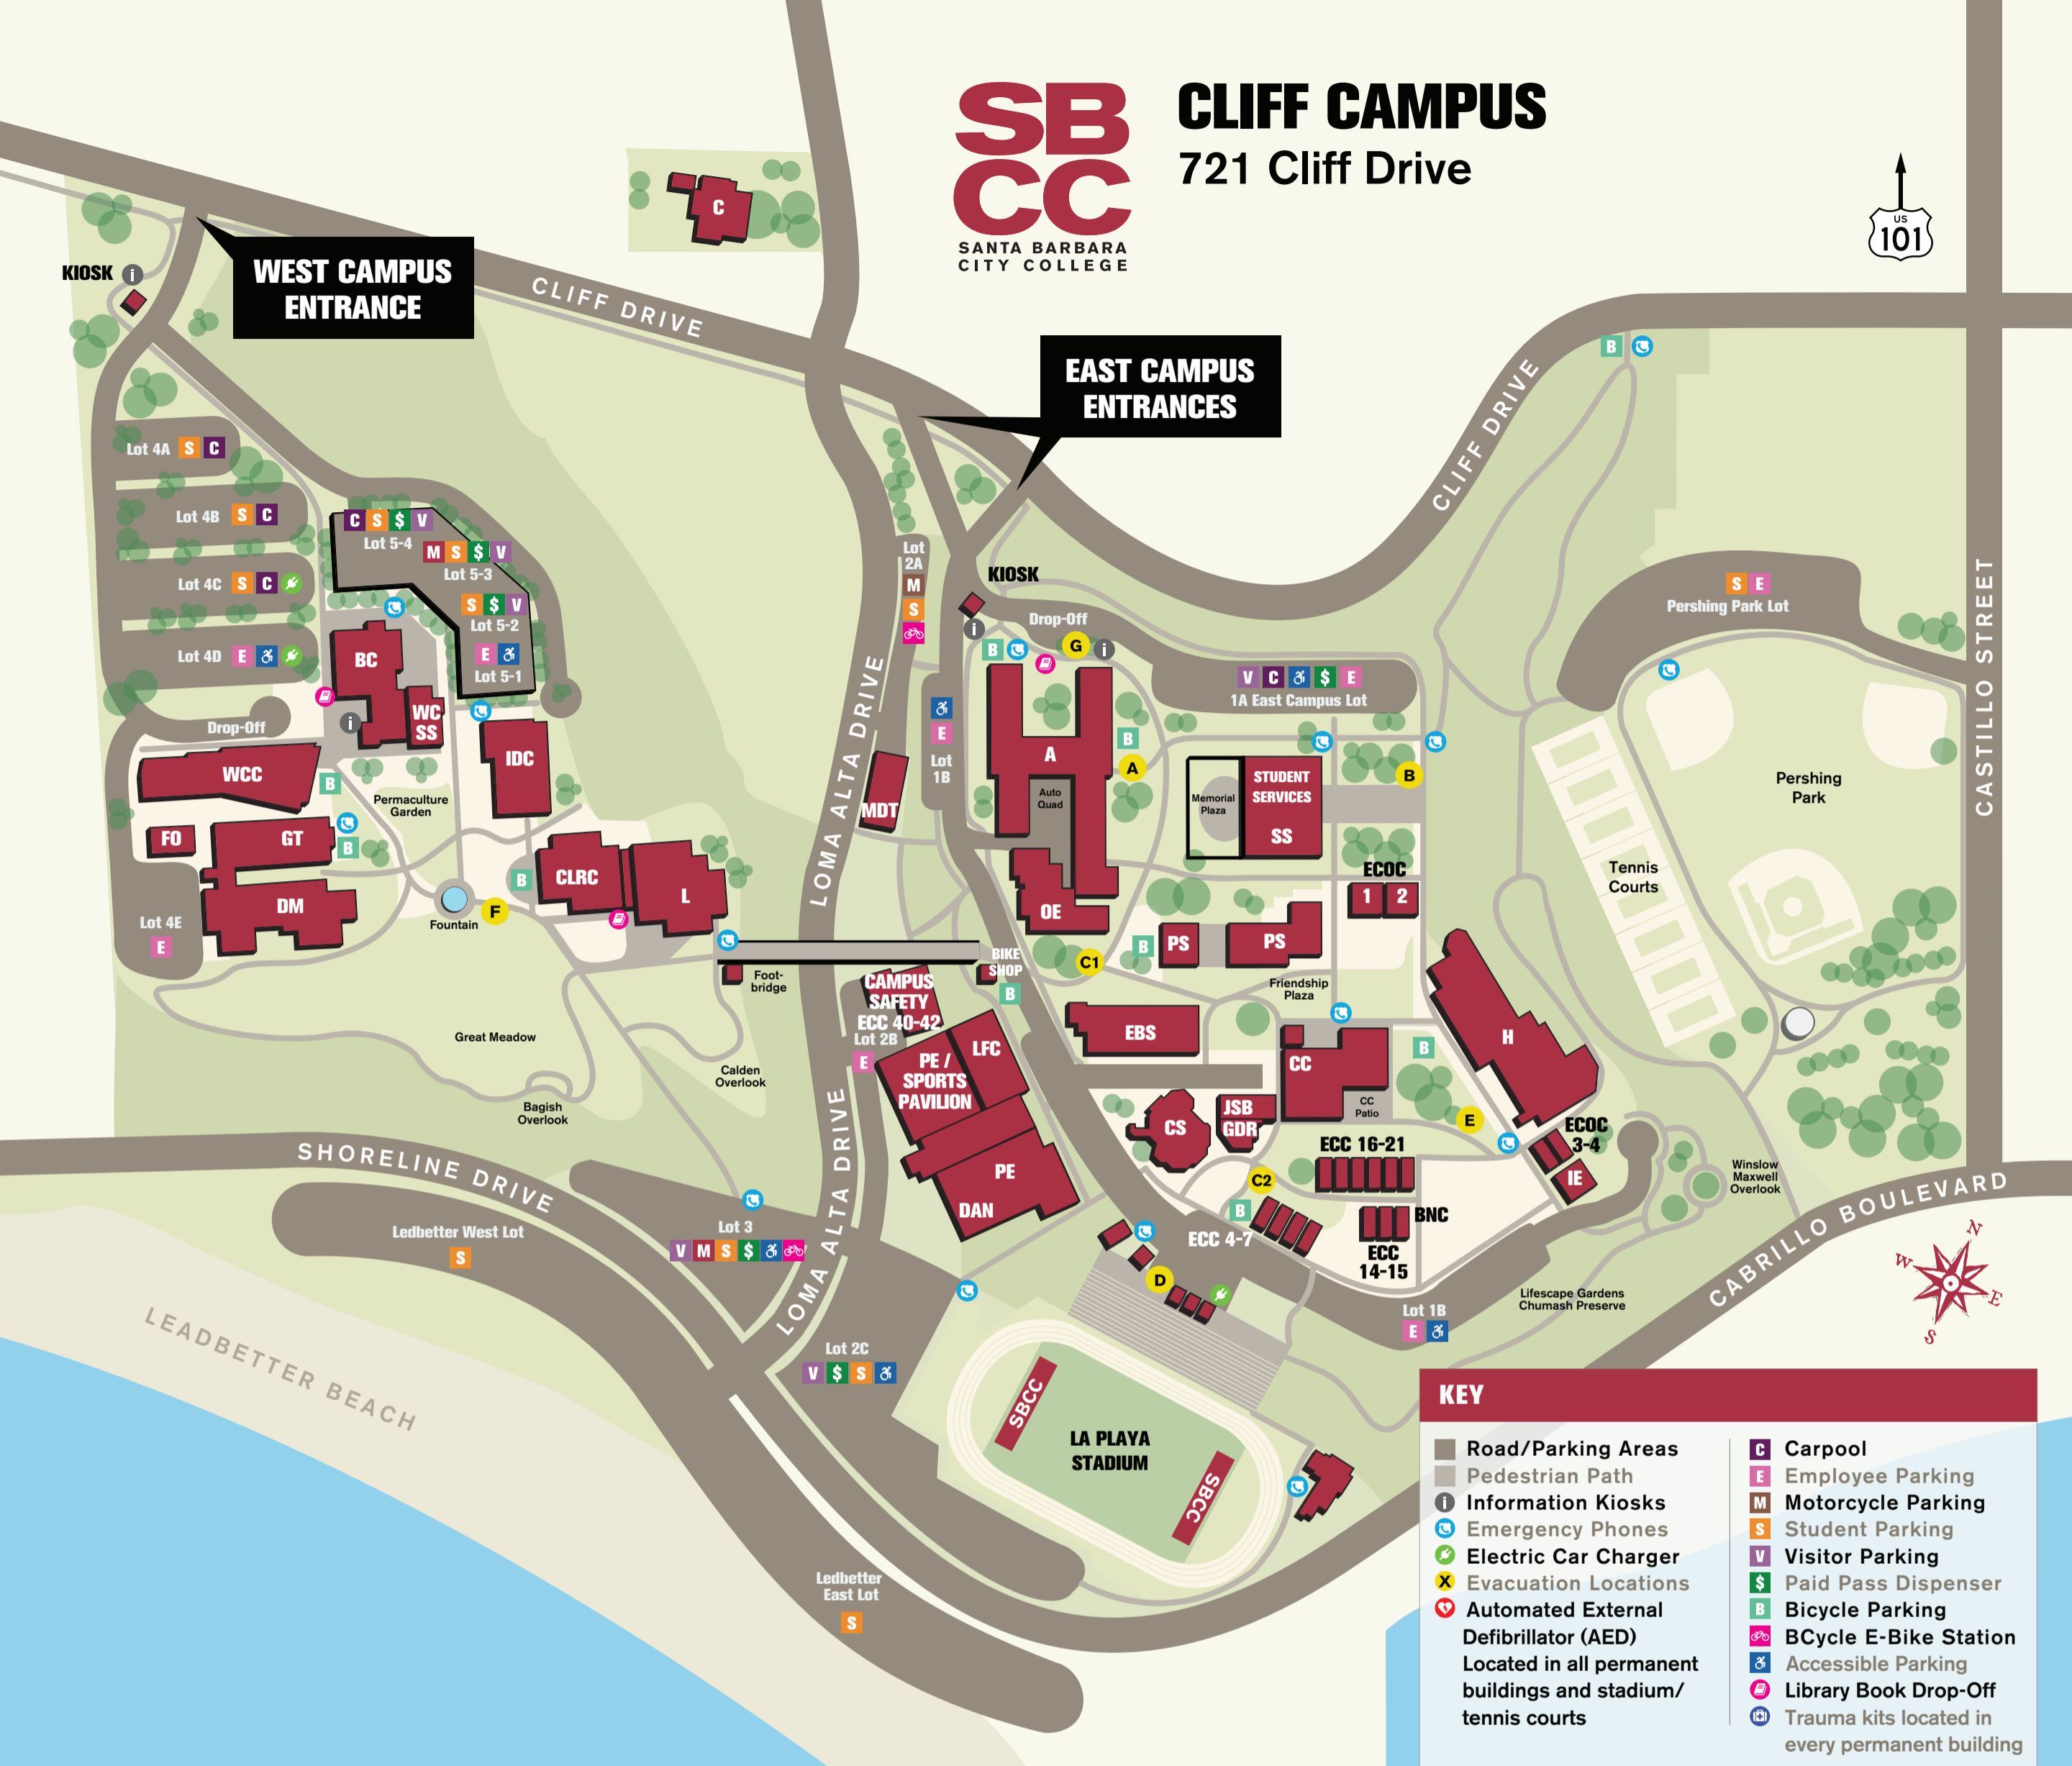 SB
CC
SANTA BARBARA
CITY COLLEGE
CLIFF CAMPUS
721 Cliff Drive
US
101
C
KIOSK
i
WEST CAMPUS
ENTRANCE
CLIFF DRIVE
EAST CAMPUS
ENTRANCES
CLIFF DRIVE
B
Lot 4A S C
Lot 4B S C
Lot 4C S C
Lot 4D E
C S $ V
Lot 5-4
M S $ V
Lot 5-3
S $ V
Lot 5-2
E
Lot 5-1
Lot
2A
M
S
KIOSK
i
Drop-Off
B
G
i
S E
Pershing Park Lot
CASTILLO STREET
BC
WC
SS
i
Drop-Off
WCC
B
IDC
Permaculture
Garden
FO
GT
B
DM
Lot 4E
E
CLRC
B
L
Fountain
F
LOMA ALTA DRIVE
E
Lot
1B
MDT
A
Auto
Quad
B
A
OE
V C $ E
1A East Campus Lot
Memorial
Plaza
STUDENT
SERVICES
SS
B
ECOC
1 2
Tennis
Courts
Pershing
Park
Foot-
bridge
BIKE
SHOP
B
C1
B
PS
PS
Friendship
Plaza
CAMPUS
SAFETY
ECC 40-42
Lot 2B
E
LFC
PE /
SPORTS
PAVILION
PE
DAN
EBS
CC
CC
Patio
B
H
E
CS
JSB
GDR
ECC 16-21
ECOC
3-4
IE
Winslow
Maxwell
Overlook
C2
B
ECC 4-7
BNC
ECC
14-15
Great Meadow
Calden
Overlook
Bagish
Overlook
SHORELINE DRIVE
LOMA ALTA DRIVE
Ledbetter West Lot
S
Lot 3
V M S $
D
Lot 1B
E
Lifescape Gardens
Chumash Preserve
CABRILLO BOULEVARD
N
W
E
S
LEADBETTER BEACH
LOMA ALTA DRIVE
Lot 2C
V $ S
SBCC
LA PLAYA
STADIUM
SBCC
Ledbetter
East Lot
S
KEY
Road/Parking Areas
Pedestrian Path
i Information Kiosks
Emergency Phones
Electric Car Charger
X Evacuation Locations
Automated External
Defibrillator (AED)
Located in all permanent
buildings and stadium/
tennis courts
C Carpool
E Employee Parking
M Motorcycle Parking
S Student Parking
V Visitor Parking
$ Paid Pass Dispenser
B Bicycle Parking
BCycle E-Bike Station
Accessible Parking
Library Book Drop-Off
Trauma kits located in
every permanent building